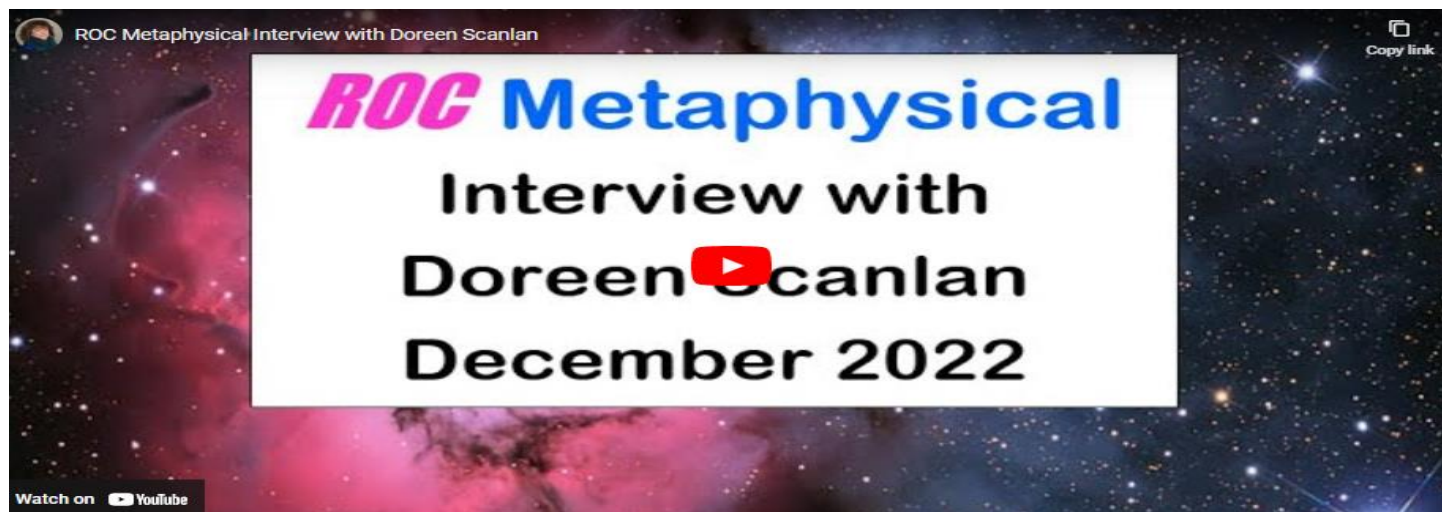 ROC Metaphysical Interview with Doreen Scanlan
Copy link
ROC Metaphysical
Interview with
Doreen Scanlan
December 2022
Watch on YouTube